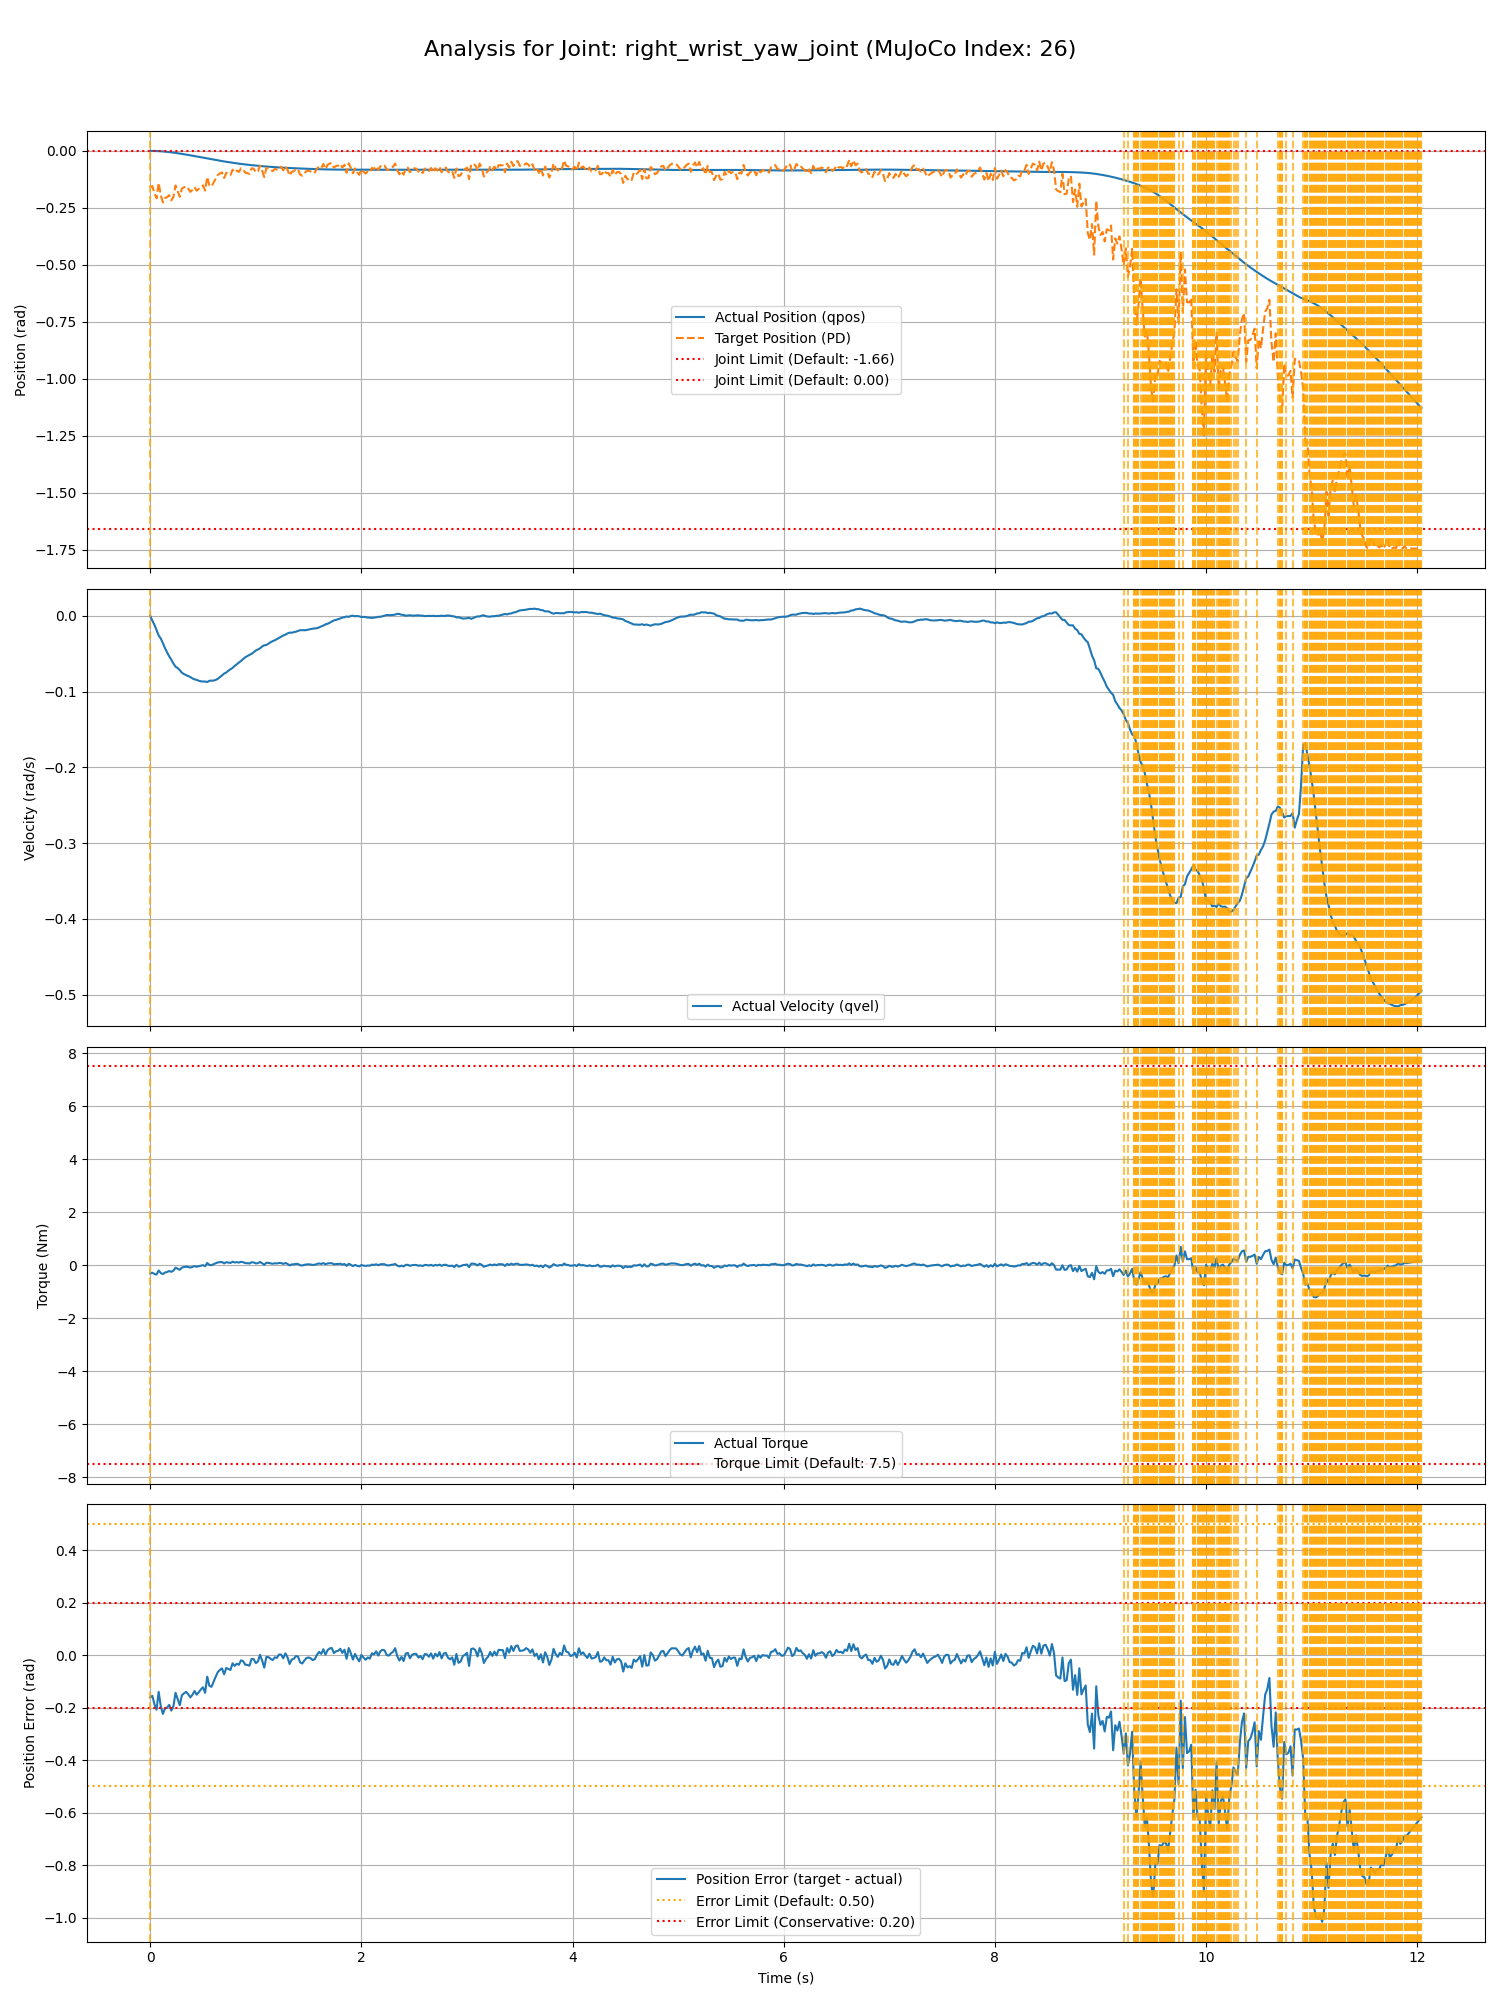 Analysis for Joint: right_wrist_yaw_joint (MuJoCo Index: 26)
0.00
−0.25
−0.50
−0.75
−1.00
−1.25
−1.50
−1.75
Position (rad)
Actual Position (qpos)
Target Position (PD)
Joint Limit (Default: -1.66)
Joint Limit (Default: 0.00)
0.0
−0.1
−0.2
−0.3
−0.4
−0.5
Velocity (rad/s)
Actual Velocity (qvel)
8
6
4
2
0
−2
−4
−6
−8
Torque (Nm)
Actual Torque
Torque Limit (Default: 7.5)
0.4
0.2
0.0
−0.2
−0.4
−0.6
−0.8
−1.0
Position Error (rad)
Position Error (target - actual)
Error Limit (Default: 0.50)
Error Limit (Conservative: 0.20)
0
2
4
6
8
10
12
Time (s)